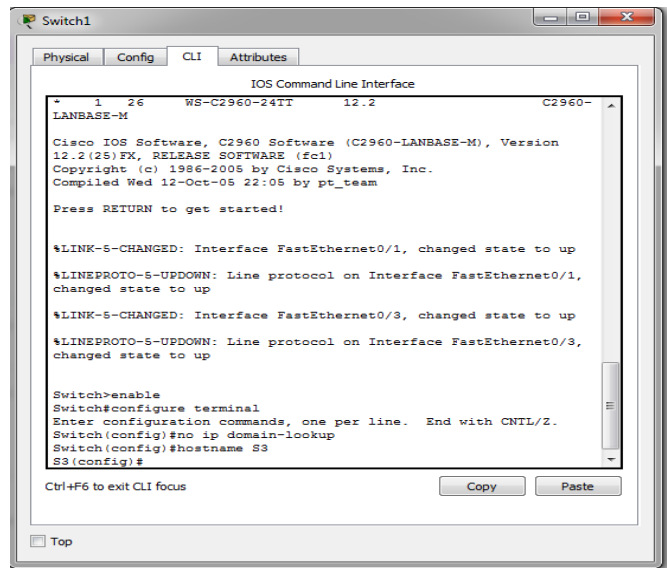 Switch1
Physical Config CLI Attributes
IOS Command Line Interface
* 1 26 WS-C2960-24TT 12.2 C2960-
LANBASE-M
Cisco IOS Software, C2960 Software (C2960-LANBASE-M), Version
12.2(25)FX, RELEASE SOFTWARE (fc1)
Copyright (c) 1986-2005 by Cisco Systems, Inc.
Compiled Wed 12-Oct-05 22:05 by pt_team
Press RETURN to get started!
%LINK-5-CHANGED: Interface FastEthernet0/1, changed state to up
%LINEPROTO-5-UPDOWN: Line protocol on Interface FastEthernet0/1,
changed state to up
%LINK-5-CHANGED: Interface FastEthernet0/3, changed state to up
%LINEPROTO-5-UPDOWN: Line protocol on Interface FastEthernet0/3,
changed state to up
Switch>enable
Switch#configure terminal
Enter configuration commands, one per line. End with CNTL/Z.
Switch(config)#no ip domain-lookup
Switch(config)#hostname S3
S3(config)#
Ctrl+F6 to exit CLI focus
Copy Paste
Top